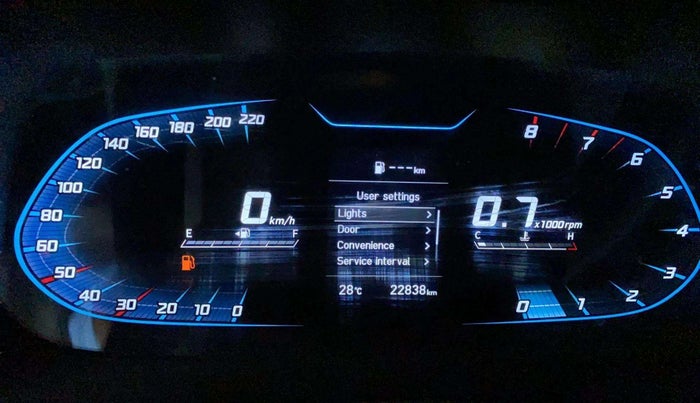 220
200
180
160
140
120
100
80
60
50
40
30
20
10
0
0 km/h
E F
--- km
User settings
Lights >
Door >
Convenience >
Service interval >
28°C 22838 km
8
7
6
5
4
3
2
1
0
0.7 x1000rpm
C H